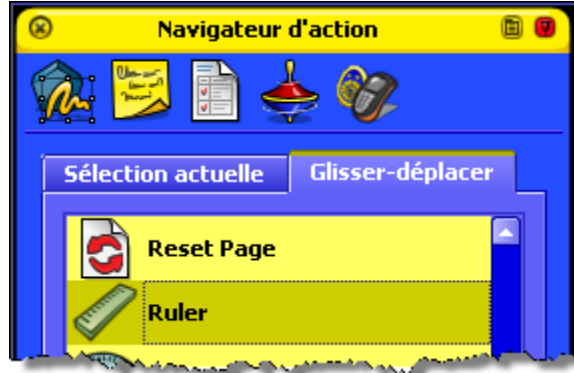 Navigateur d'action
Sélection actuelle
Glisser-déplacer
Reset Page
Ruler